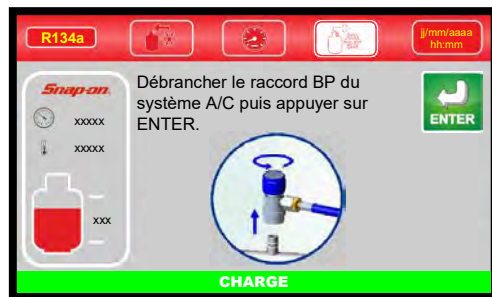 R134a
jj/mm/aaaa
hh:mm
Snap-on
xxxxx
xxxxx
xxx
Débrancher le raccord BP du
système A/C puis appuyer sur
ENTER.
ENTER
CHARGE